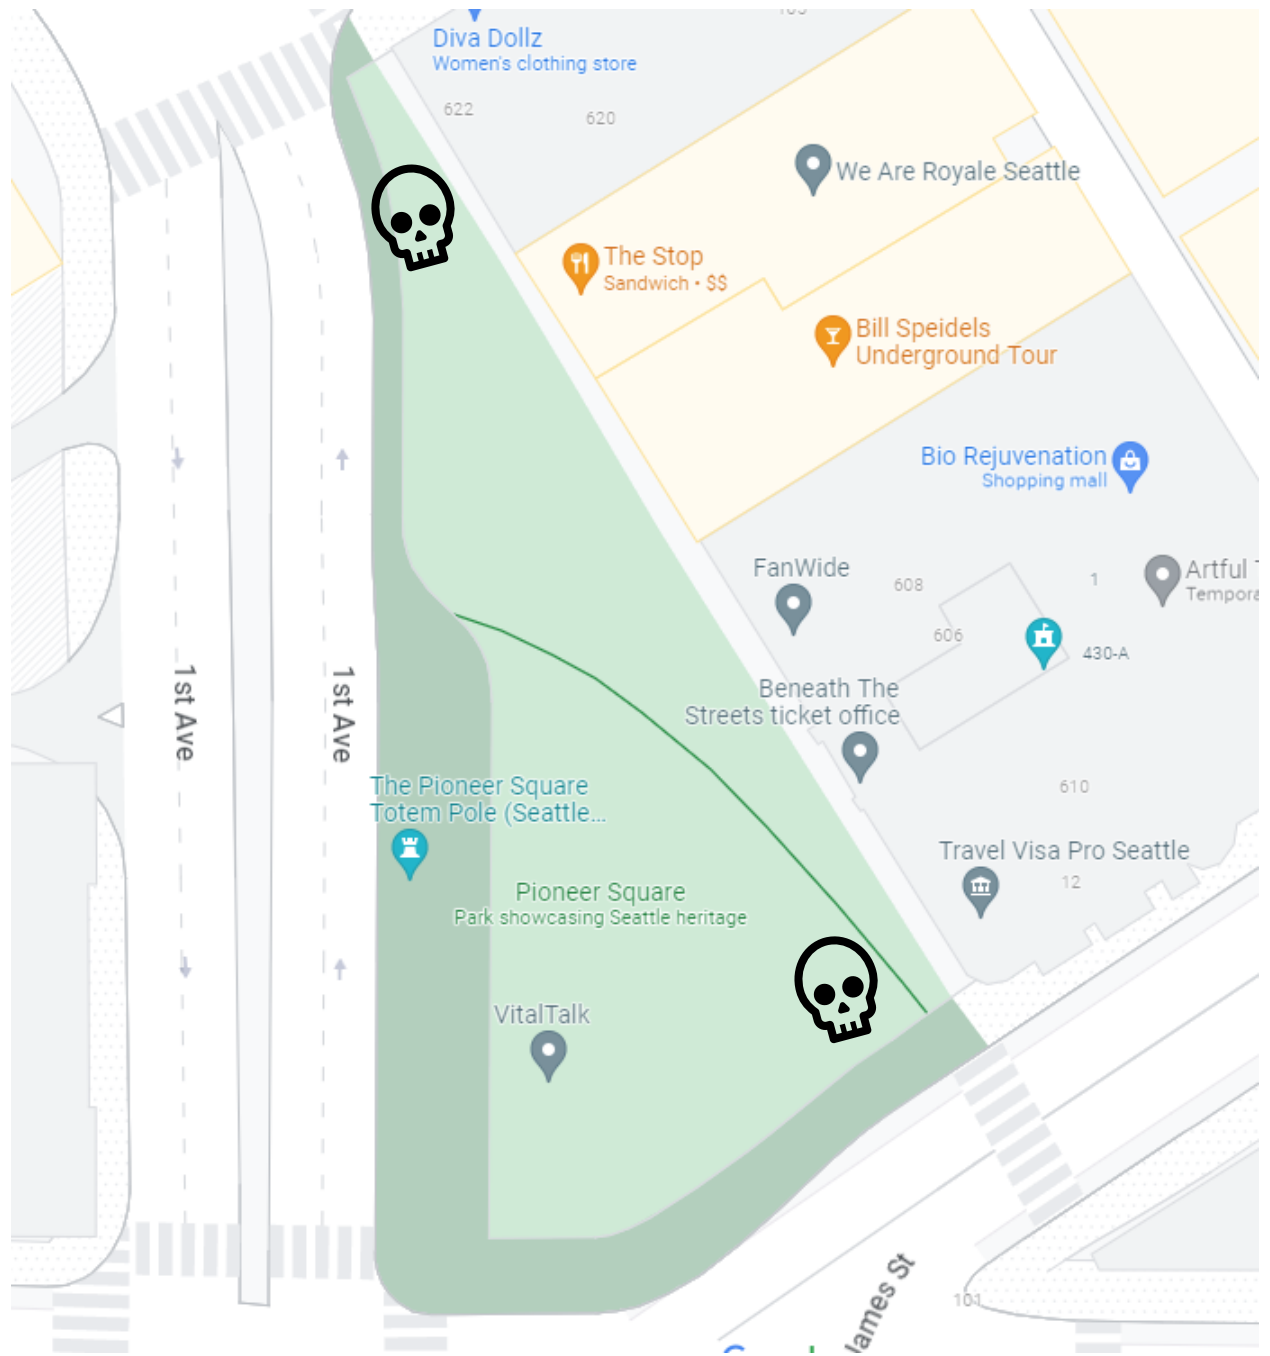 Diva Dollz
Women's clothing store
622
620
We Are Royale Seattle
The Stop
Sandwich • $$
Bill Speidels
Underground Tour
Bio Rejuvenation
Shopping mall
FanWide
608
1
Artful
Tempora
606
430-A
Beneath The
Streets ticket office
1st Ave
1st Ave
The Pioneer Square
Totem Pole (Seattle...
610
Travel Visa Pro Seattle
12
Pioneer Square
Park showcasing Seattle heritage
VitalTalk
James St
101